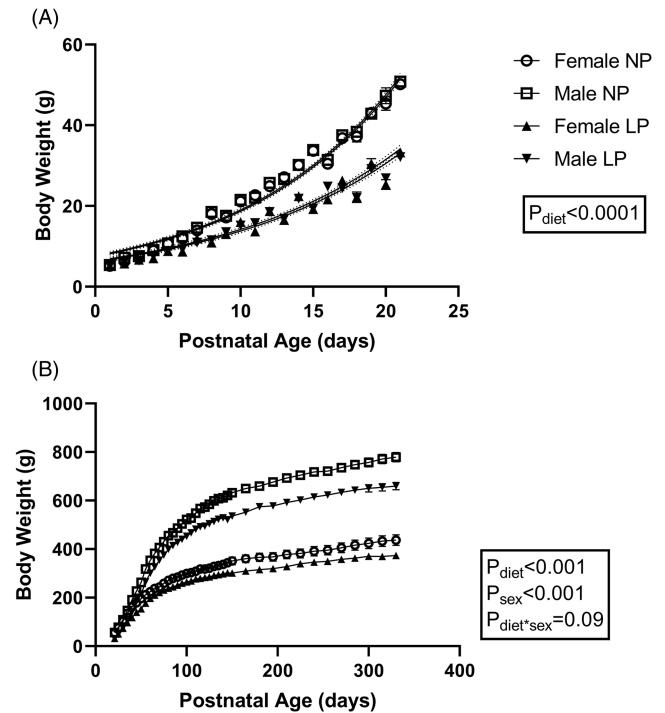 (A)
60
40
20
0
Body Weight (g)
0 5 10 15 20 25
Postnatal Age (days)
Female NP
Male NP
Female LP
Male LP
Pdiet<0.0001
(B)
1000
800
600
400
200
0
Body Weight (g)
0 100 200 300 400
Postnatal Age (days)
Pdiet<0.001
Psex<0.001
Pdiet*sex=0.09